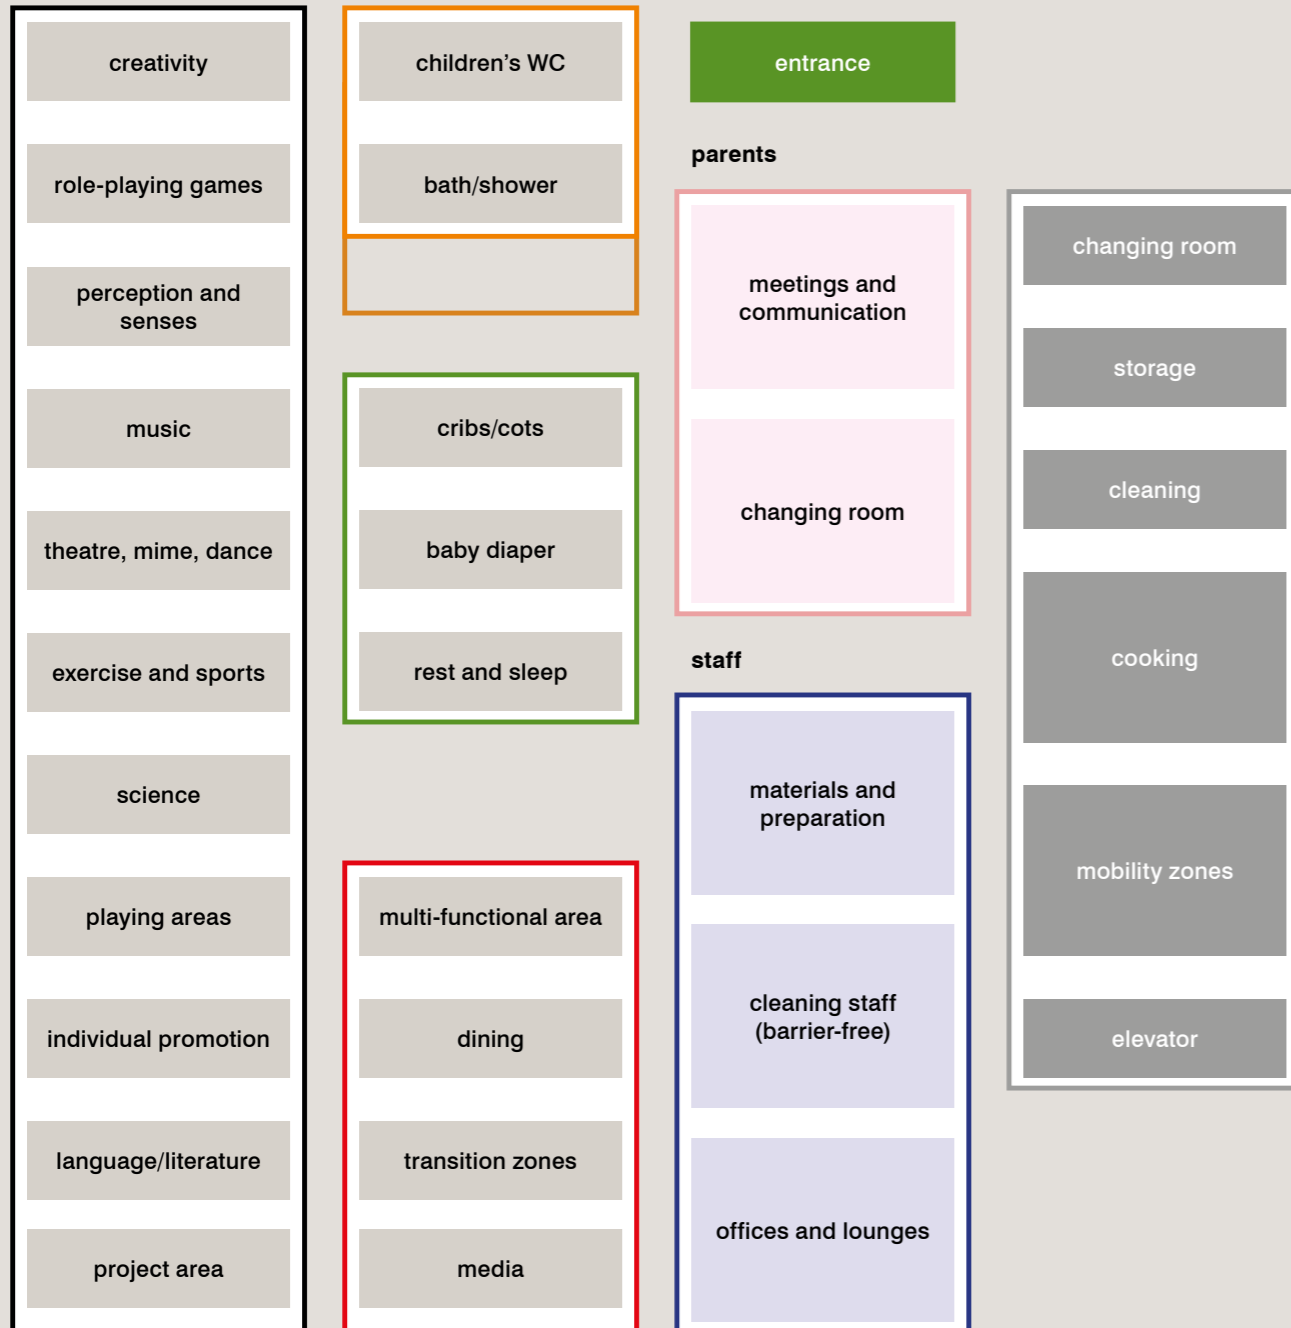 creativity
role-playing games
perception and
senses
music
theatre, mime, dance
exercise and sports
science
playing areas
individual promotion
language/literature
project area
children’s WC
bath/shower
cribs/cots
baby diaper
rest and sleep
multi-functional area
dining
transition zones
media
entrance
parents
meetings and
communication
changing room
staff
materials and
preparation
cleaning staff
(barrier-free)
offices and lounges
changing room
storage
cleaning
cooking
mobility zones
elevator